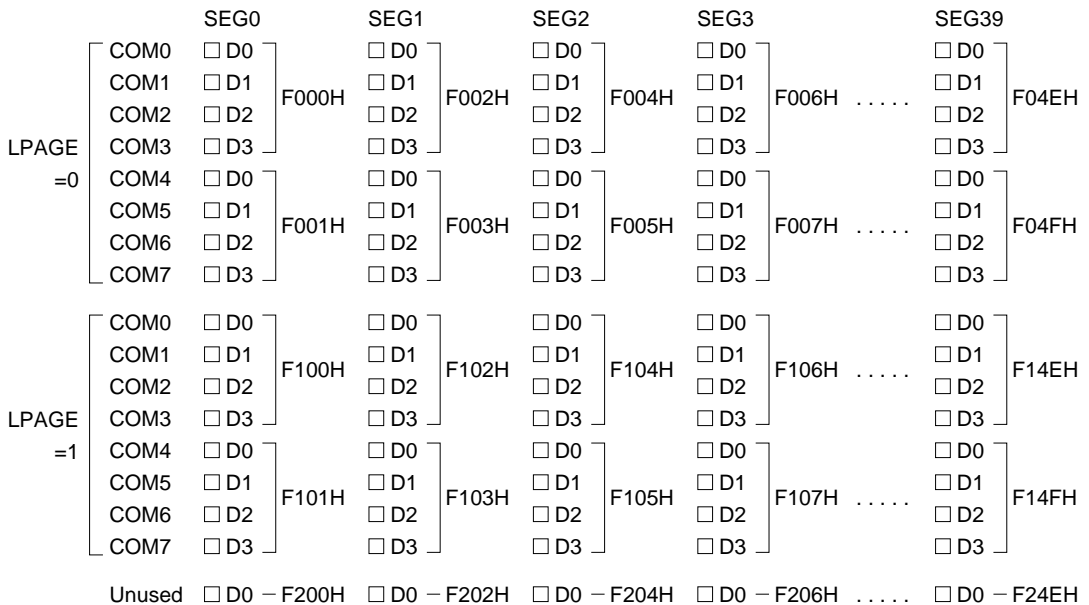 SEG0 SEG1 SEG2 SEG3 SEG39
COM0 □ D0 □ D0 □ D0 □ D0 □ D0
COM1 □ D1 □ D1 □ D1 □ D1 □ D1
F000H F002H F004H F006H . . . . . F04EH
COM2 □ D2 □ D2 □ D2 □ D2 □ D2
LPAGE COM3 □ D3 □ D3 □ D3 □ D3 □ D3
=0 COM4 □ D0 □ D0 □ D0 □ D0 □ D0
COM5 □ D1 □ D1 □ D1 □ D1 □ D1
F001H F003H F005H F007H . . . . . F04FH
COM6 □ D2 □ D2 □ D2 □ D2 □ D2
COM7 □ D3 □ D3 □ D3 □ D3 □ D3
COM0 □ D0 □ D0 □ D0 □ D0 □ D0
COM1 □ D1 □ D1 □ D1 □ D1 □ D1
F100H F102H F104H F106H . . . . . F14EH
COM2 □ D2 □ D2 □ D2 □ D2 □ D2
LPAGE COM3 □ D3 □ D3 □ D3 □ D3 □ D3
=1 COM4 □ D0 □ D0 □ D0 □ D0 □ D0
COM5 □ D1 □ D1 □ D1 □ D1 □ D1
F101H F103H F105H F107H . . . . . F14FH
COM6 □ D2 □ D2 □ D2 □ D2 □ D2
COM7 □ D3 □ D3 □ D3 □ D3 □ D3
Unused □ D0 – F200H □ D0 – F202H □ D0 – F204H □ D0 – F206H . . . . . □ D0 – F24EH